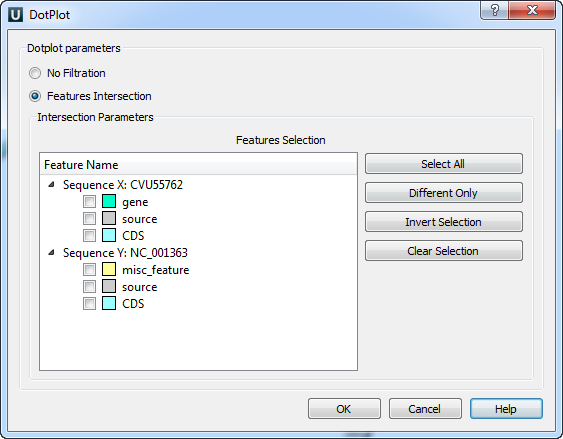 U DotPlot
?
Dotplot parameters
No Filtration
Features Intersection
Intersection Parameters
Features Selection
Feature Name
Select All
Sequence X: CVU55762
Different Only
gene
source
Invert Selection
CDS
Clear Selection
Sequence Y: NC_001363
misc_feature
source
CDS
OK Cancel Help